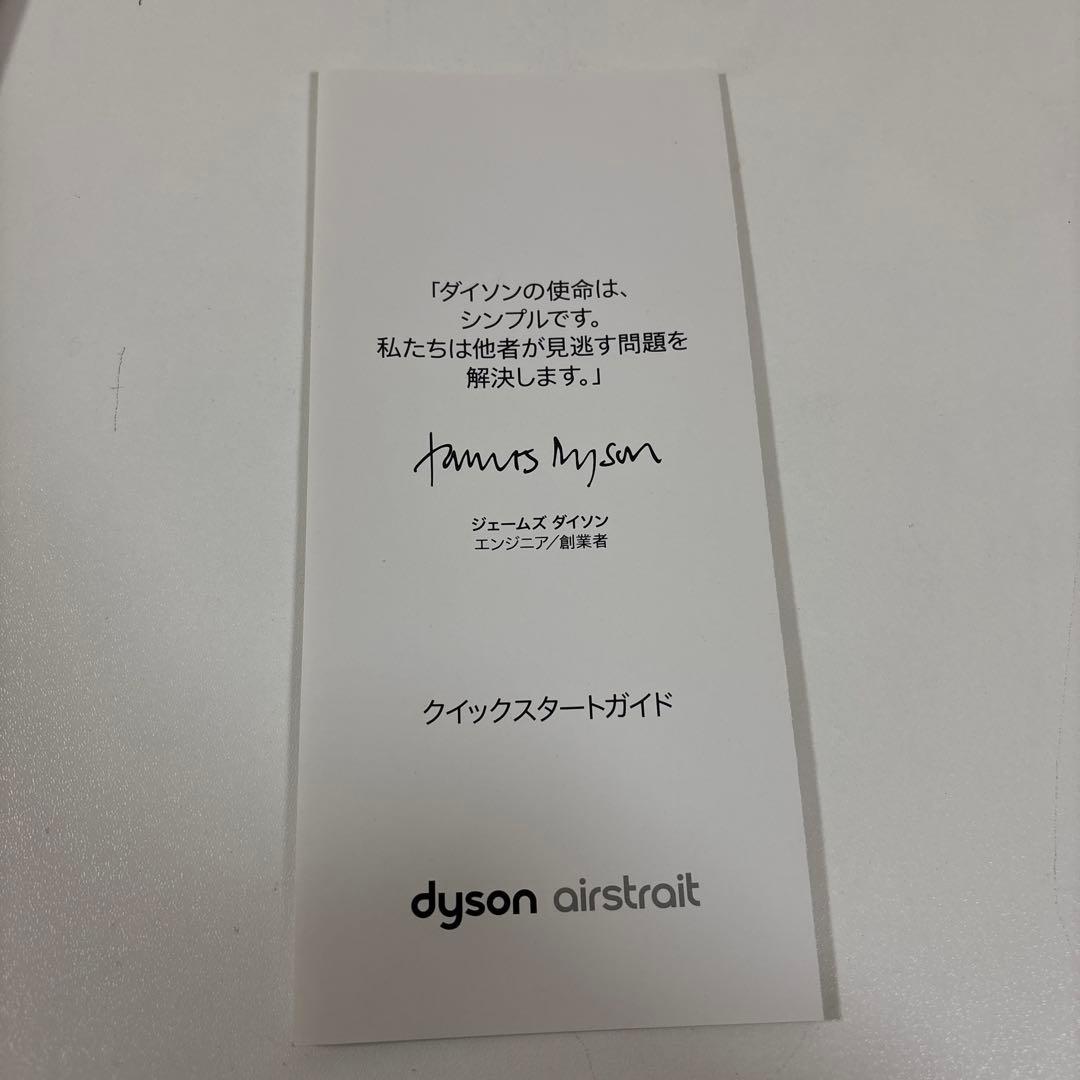 「ダイソンの使命は、
シンプルです。
私たちは他者が見逃す問題を
解決します。」
James Dyson
ジェームズ ダイソン
エンジニア/創業者
クイックスタートガイド
dyson airstrait